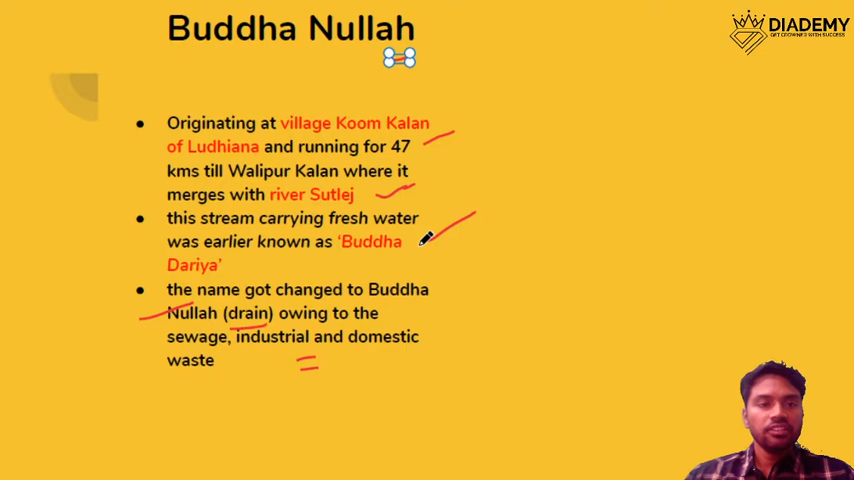 Buddha Nullah
DIADEMY
GET CROWNED WITH SUCCESS
● Originating at village Koom Kalan
of Ludhiana and running for 47
kms till Walipur Kalan where it
merges with river Sutlej
● this stream carrying fresh water
was earlier known as ‘Buddha
Dariya’
● the name got changed to Buddha
Nullah (drain) owing to the
sewage, industrial and domestic
waste